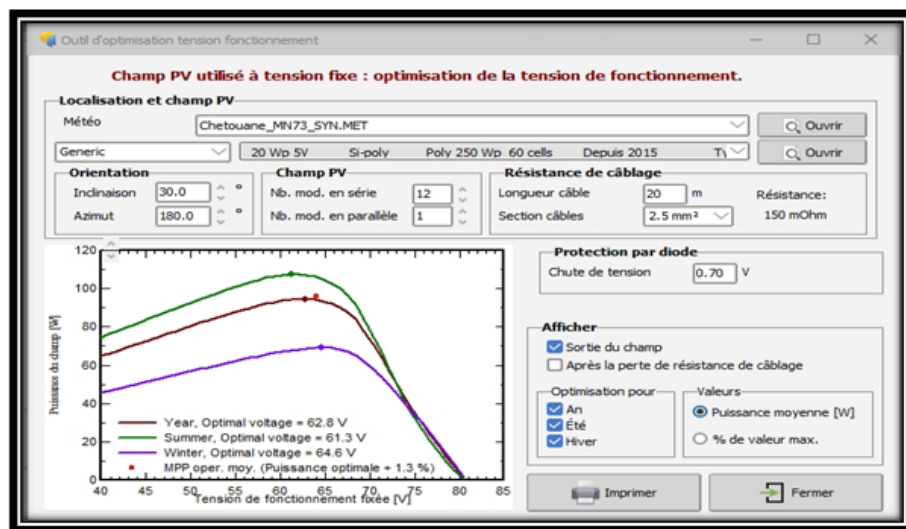 Outil d'optimisation tension fonctionnement
Champ PV utilisé à tension fixe : optimisation de la tension de fonctionnement.
Localisation et champ PV
Météo Chetouane_MN73_SYN.MET Ouvrir
Generic 20 Wp 5V Si-poly Poly 250 Wp 60 cells Depuis 2015 Ty Ouvrir
Orientation
Inclinaison 30.0 °
Azimut 180.0 °
Champ PV
Nb. mod. en série 12
Nb. mod. en parallèle 1
Résistance de câblage
Longueur câble 20 m Résistance:
Section câbles 2.5 mm² 150 mOhm
Puissance du champ [W]
120
100
80
60
40
20
0
Year, Optimal voltage = 62.8 V
Summer, Optimal voltage = 61.3 V
Winter, Optimal voltage = 64.6 V
MPP oper. moy. (Puissance optimale + 1.3 %)
40 45 50 55 60 65 70 75 80 85
Tension de fonctionnement fixée [V]
Protection par diode
Chute de tension 0.70 V
Afficher
Sortie du champ
Après la perte de résistance de câblage
Optimisation pour
An
Été
Hiver
Valeurs
Puissance moyenne [W]
% de valeur max.
Imprimer Fermer